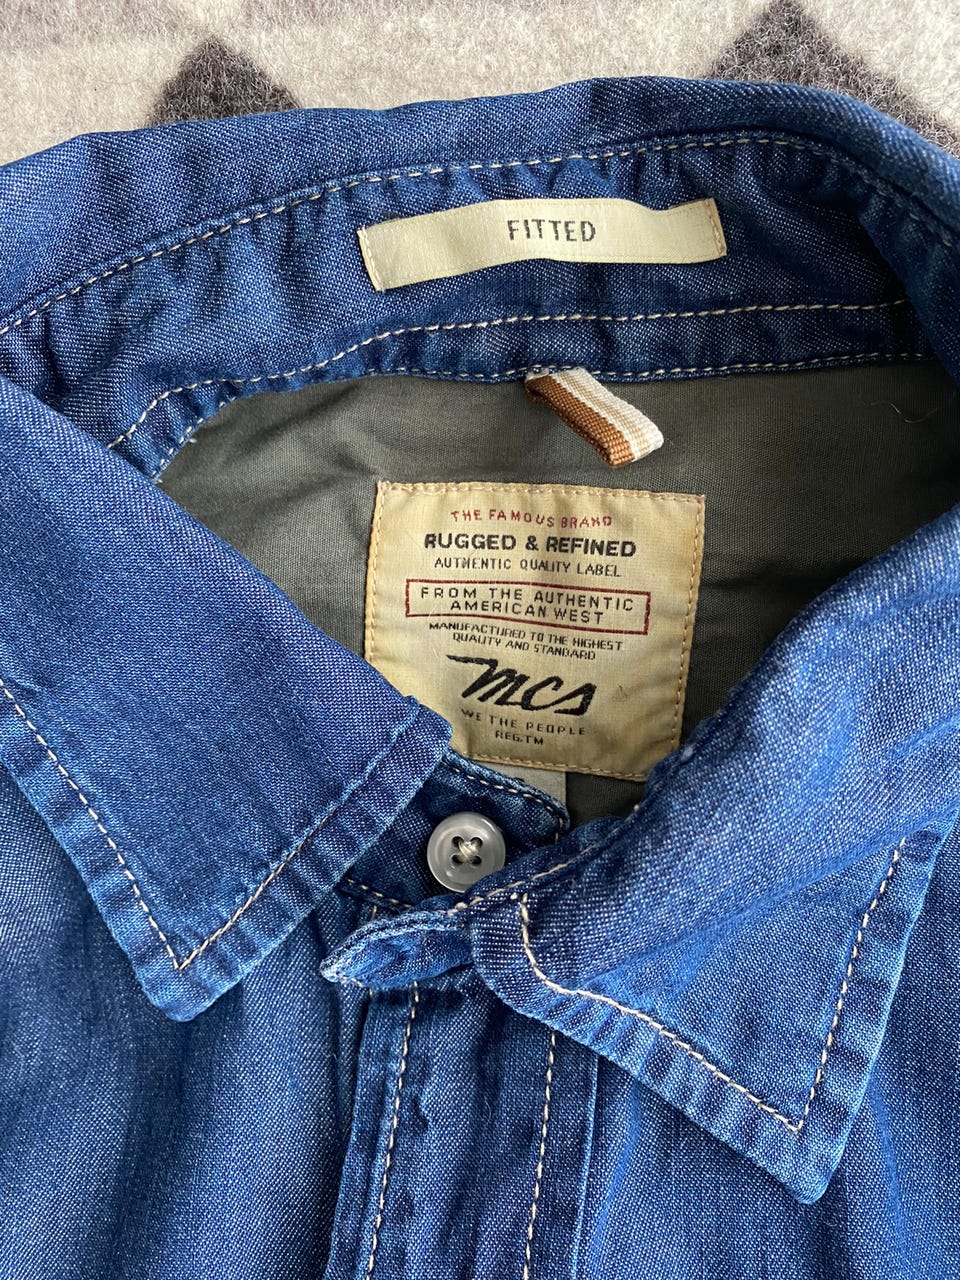 FITTED
THE FAMOUS BRAND
RUGGED & REFINED
AUTHENTIC QUALITY LABEL
FROM THE AUTHENTIC
AMERICAN WEST
MANUFACTURED TO THE HIGHEST
QUALITY AND STANDARD
MCS
WE THE PEOPLE
REG.TM